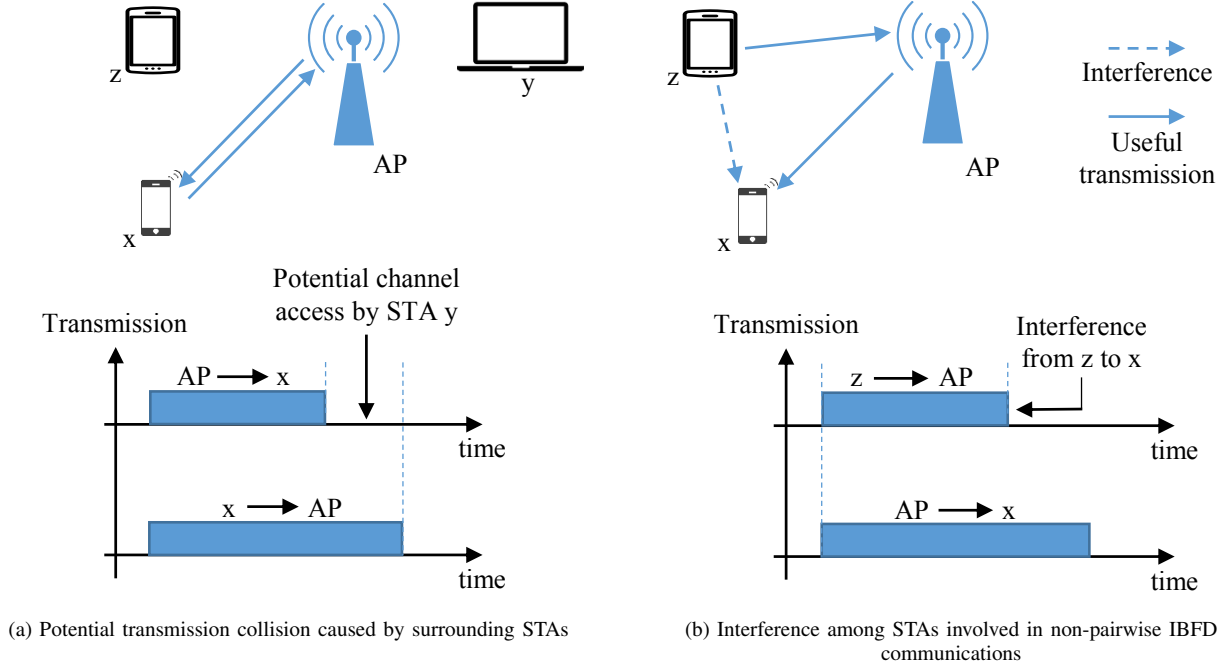 z
AP
y
x
Potential channel
access by STA y
Transmission
AP x
time
x AP
time
(a) Potential transmission collision caused by surrounding STAs
z
AP
x
Interference
Useful
transmission
Transmission
Interference
from z to x
z AP
time
AP x
time
(b) Interference among STAs involved in non-pairwise IBFD
communications